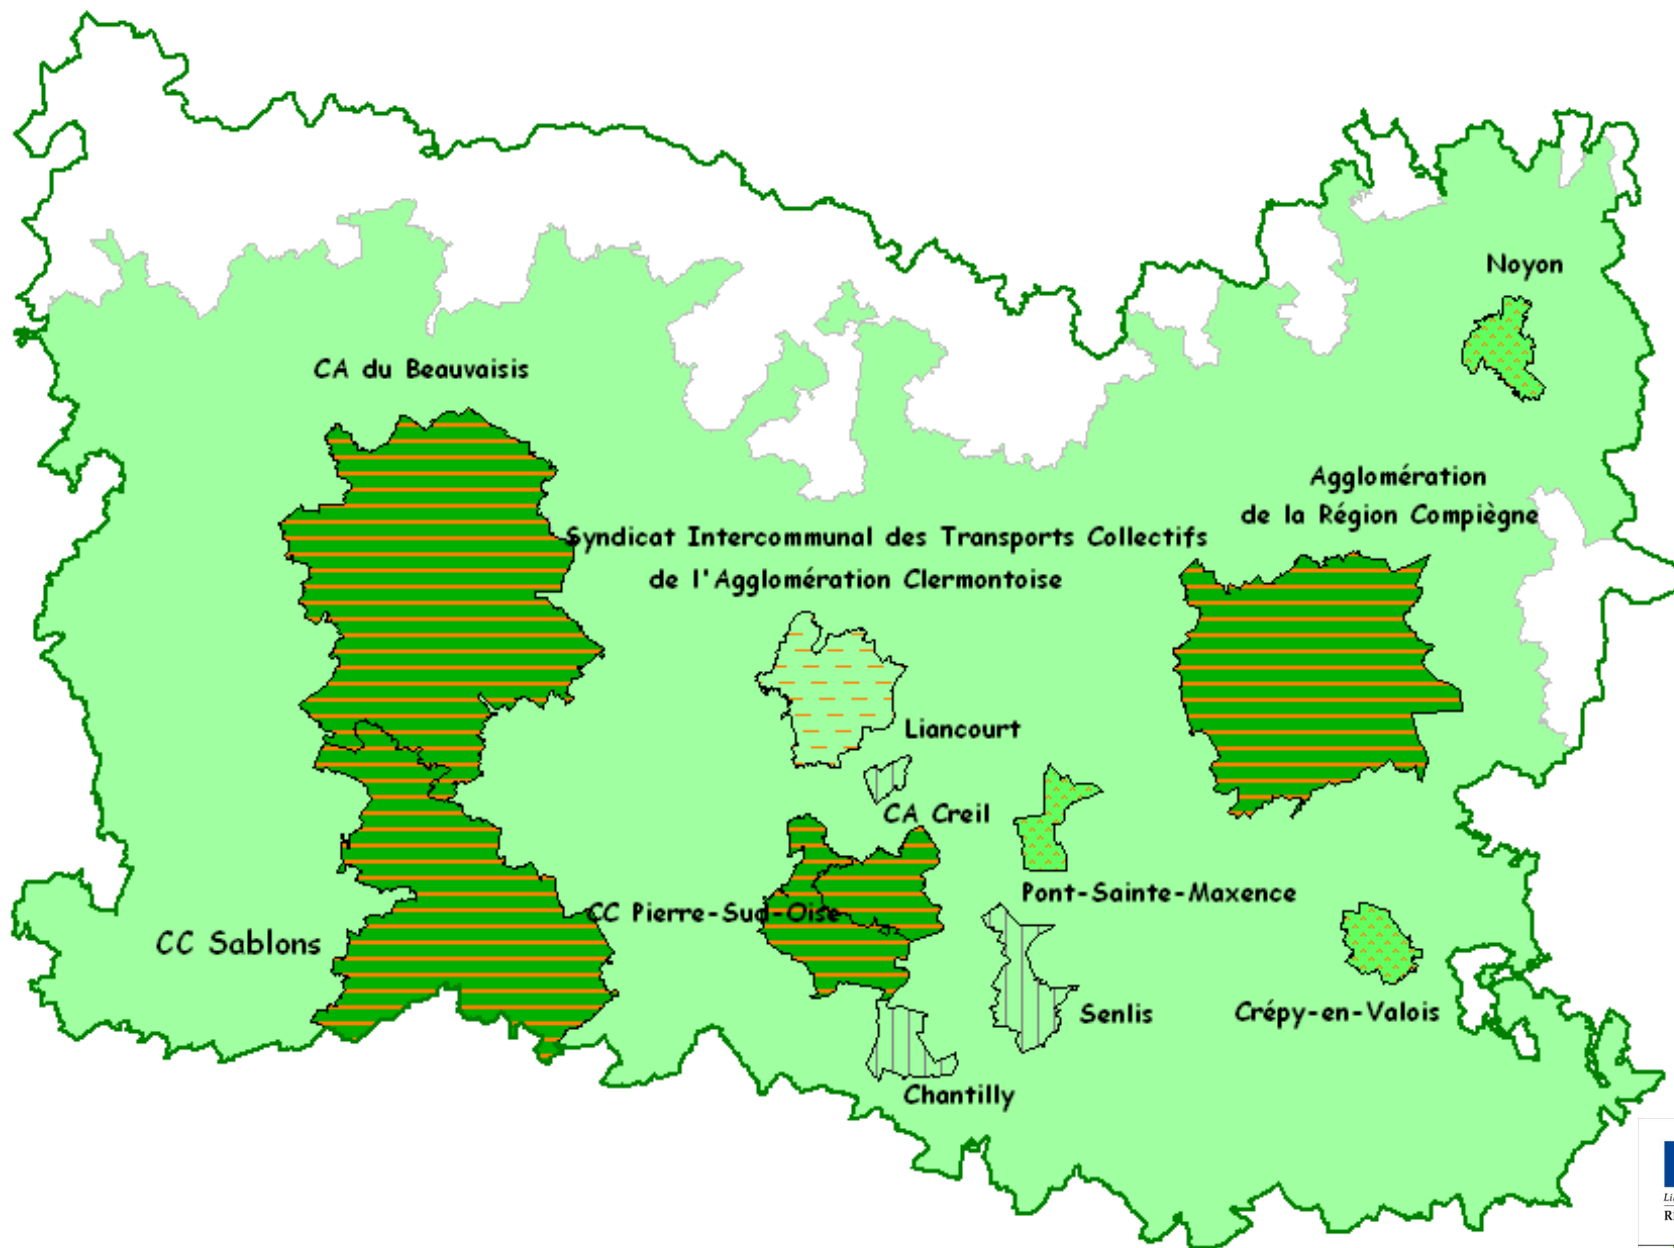 Noyon
CA du Beauvaisis
Agglomération
de la Région Compiègne
Syndicat Intercommunal des Transports Collectifs
de l'Agglomération Clermontoise
Liancourt
CA Creil
Pont-Sainte-Maxence
CC Pierre-Sud-Oise
CC Sablons
Senlis
Crépy-en-Valois
Chantilly